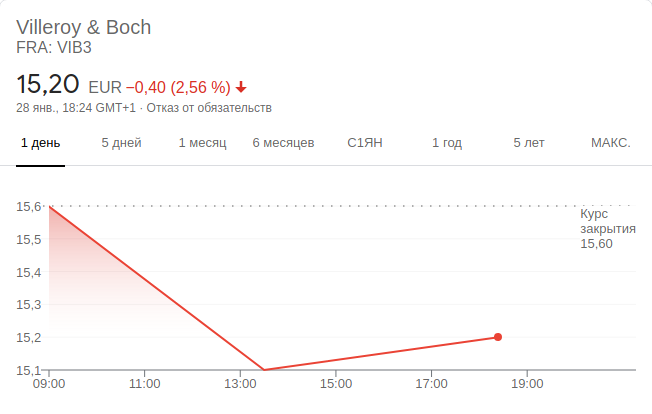 Villeroy & Boch
FRA: VIB3
15,20 EUR −0,40 (2,56 %)
28 янв., 18:24 GMT+1 · Отказ от обязательств
1 день 5 дней 1 месяц 6 месяцев С1ЯН 1 год 5 лет МАКС.
15,6
Курс
закрытия
15,60
15,5
15,4
15,3
15,2
15,1
09:00 11:00 13:00 15:00 17:00 19:00